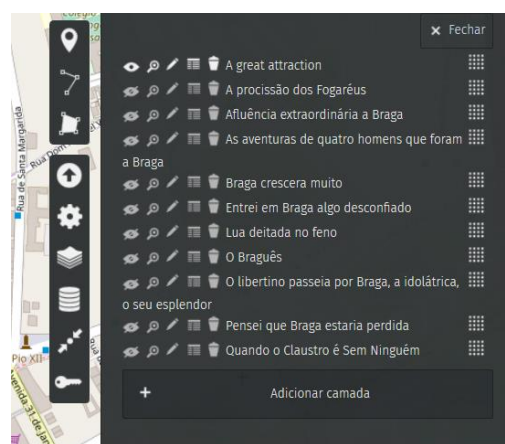 × Fechar
A great attraction
A procissão dos Fogaréus
Afluência extraordinária a Braga
As aventuras de quatro homens que foram
a Braga
Braga crescera muito
Entrei em Braga algo desconfiado
Lua deitada no feno
O Braguês
O libertino passeia por Braga, a idolátrica,
o seu esplendor
Pensei que Braga estaria perdida
Quando o Claustro é Sem Ninguém
+ Adicionar camada
Rua de Santa Margarida
Rua Dom
Pio XII